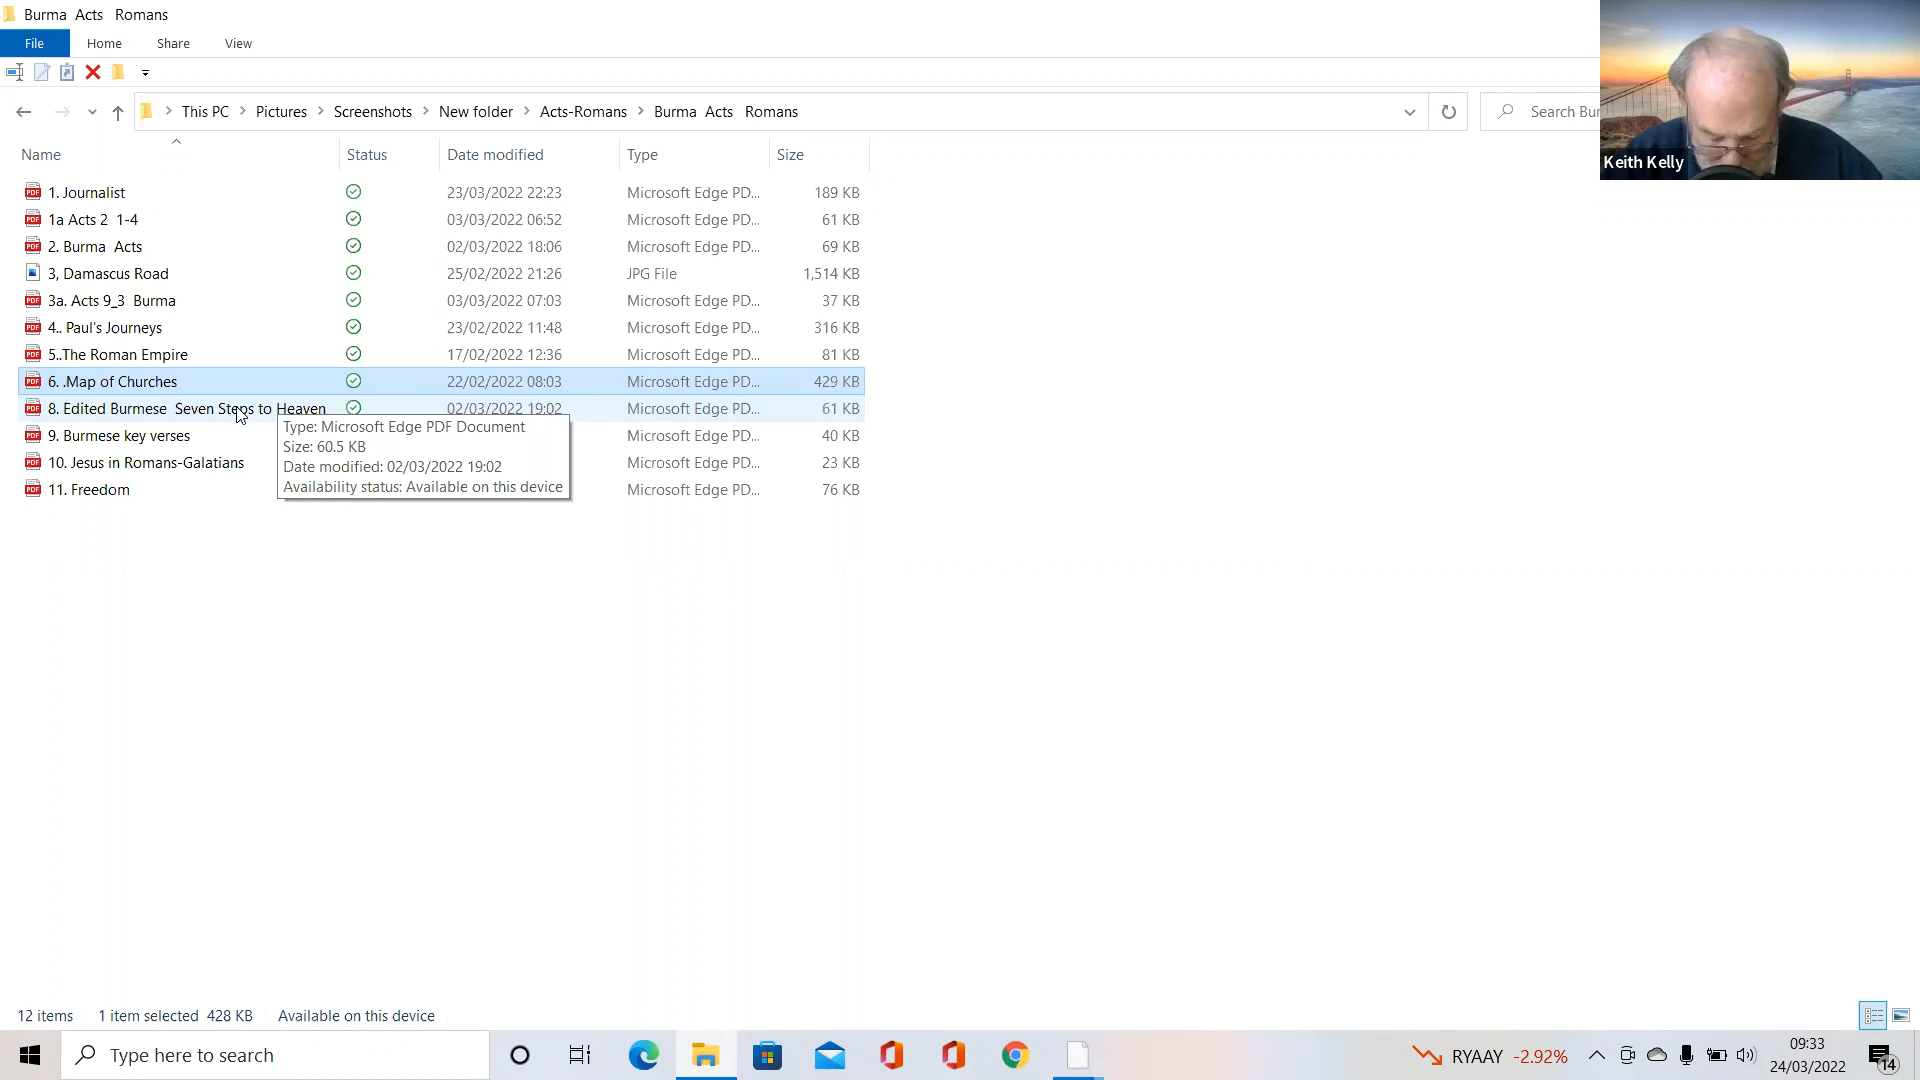 Burma Acts Romans
File Home Share View
This PC Pictures Screenshots New folder Acts-Romans Burma Acts Romans Search Bur
Keith Kelly
Name Status Date modified Type Size
1. Journalist 23/03/2022 22:23 Microsoft Edge PD... 189 KB
1a Acts 2 1-4 03/03/2022 06:52 Microsoft Edge PD... 61 KB
2. Burma Acts 02/03/2022 18:06 Microsoft Edge PD... 69 KB
3, Damascus Road 25/02/2022 21:26 JPG File 1,514 KB
3a. Acts 9_3 Burma 03/03/2022 07:03 Microsoft Edge PD... 37 KB
4.. Paul's Journeys 23/02/2022 11:48 Microsoft Edge PD... 316 KB
5..The Roman Empire 17/02/2022 12:36 Microsoft Edge PD... 81 KB
6. .Map of Churches 22/02/2022 08:03 Microsoft Edge PD... 429 KB
8. Edited Burmese Seven Steps to Heaven 02/03/2022 19:02 Microsoft Edge PD... 61 KB
9. Burmese key verses Microsoft Edge PD... 40 KB
10. Jesus in Romans-Galatians Microsoft Edge PD... 23 KB
11. Freedom Microsoft Edge PD... 76 KB
Type: Microsoft Edge PDF Document
Size: 60.5 KB
Date modified: 02/03/2022 19:02
Availability status: Available on this device
12 items 1 item selected 428 KB Available on this device
Type here to search
RYAAY -2.92%
09:33
24/03/2022
14